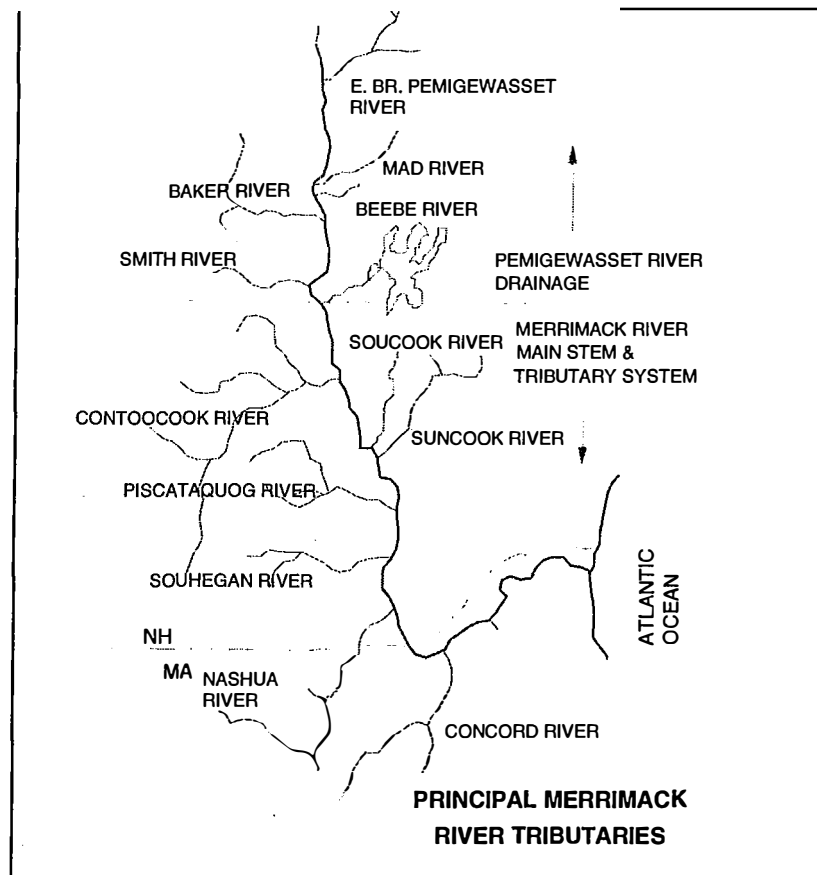 E. BR. PEMIGEWASSET
RIVER
MAD RIVER
BAKER RIVER
BEEBE RIVER
SMITH RIVER
PEMIGEWASSET RIVER
DRAINAGE
SOUCOOK RIVER
MERRIMACK RIVER
MAIN STEM &
TRIBUTARY SYSTEM
CONTOOCOOK RIVER
SUNCOOK RIVER
PISCATAQUOG RIVER
SOUHEGAN RIVER
ATLANTIC
OCEAN
NH
MA
NASHUA
RIVER
CONCORD RIVER
PRINCIPAL MERRIMACK
RIVER TRIBUTARIES